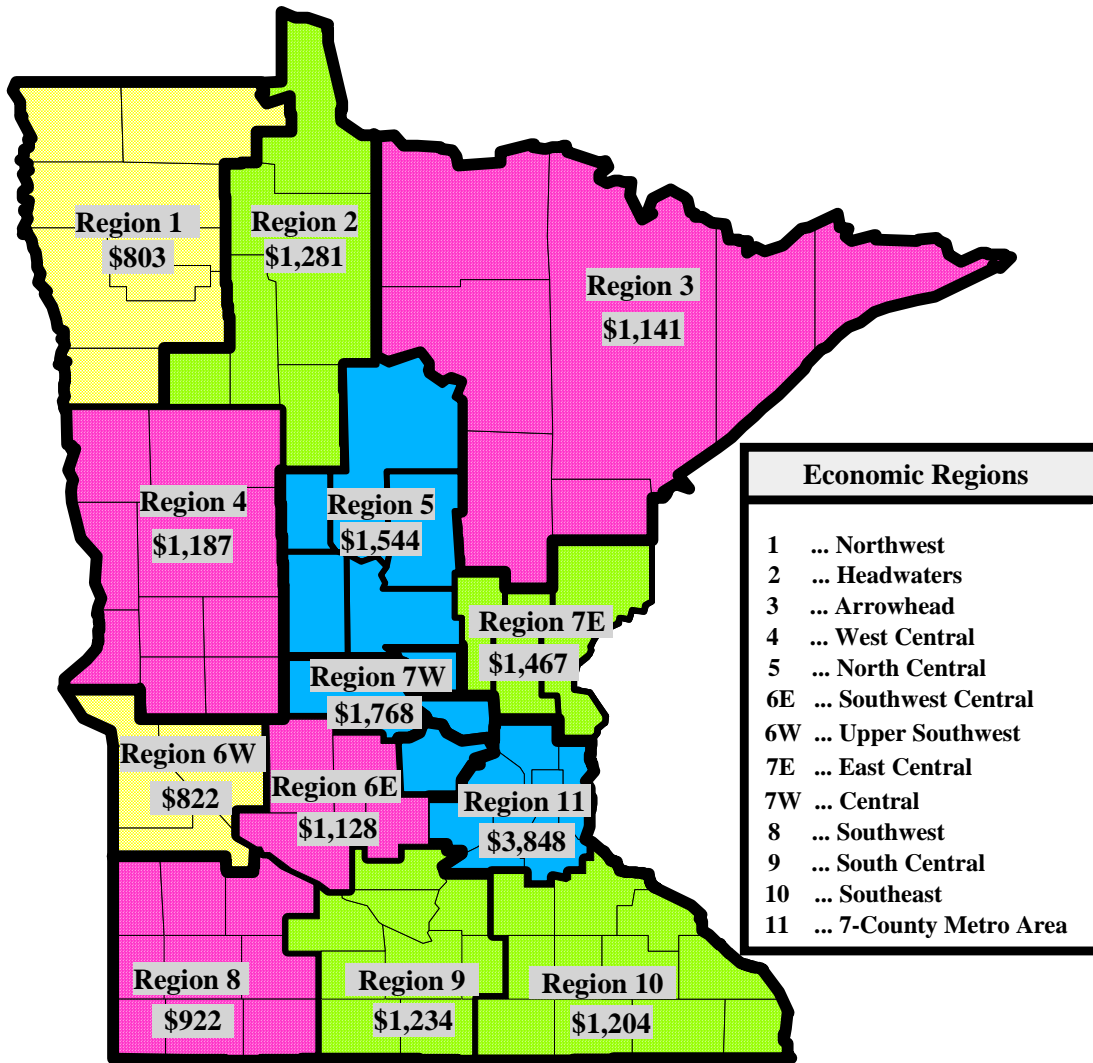 Region 1
$803
Region 2
$1,281
Region 3
$1,141
Region 4
$1,187
Region 5
$1,544
Region 7E
$1,467
Region 7W
$1,768
Region 6W
$822
Region 6E
$1,128
Region 11
$3,848
Region 8
$922
Region 9
$1,234
Region 10
$1,204
Economic Regions
1 ... Northwest
2 ... Headwaters
3 ... Arrowhead
4 ... West Central
5 ... North Central
6E ... Southwest Central
6W ... Upper Southwest
7E ... East Central
7W ... Central
8 ... Southwest
9 ... South Central
10 ... Southeast
11 ... 7-County Metro Area